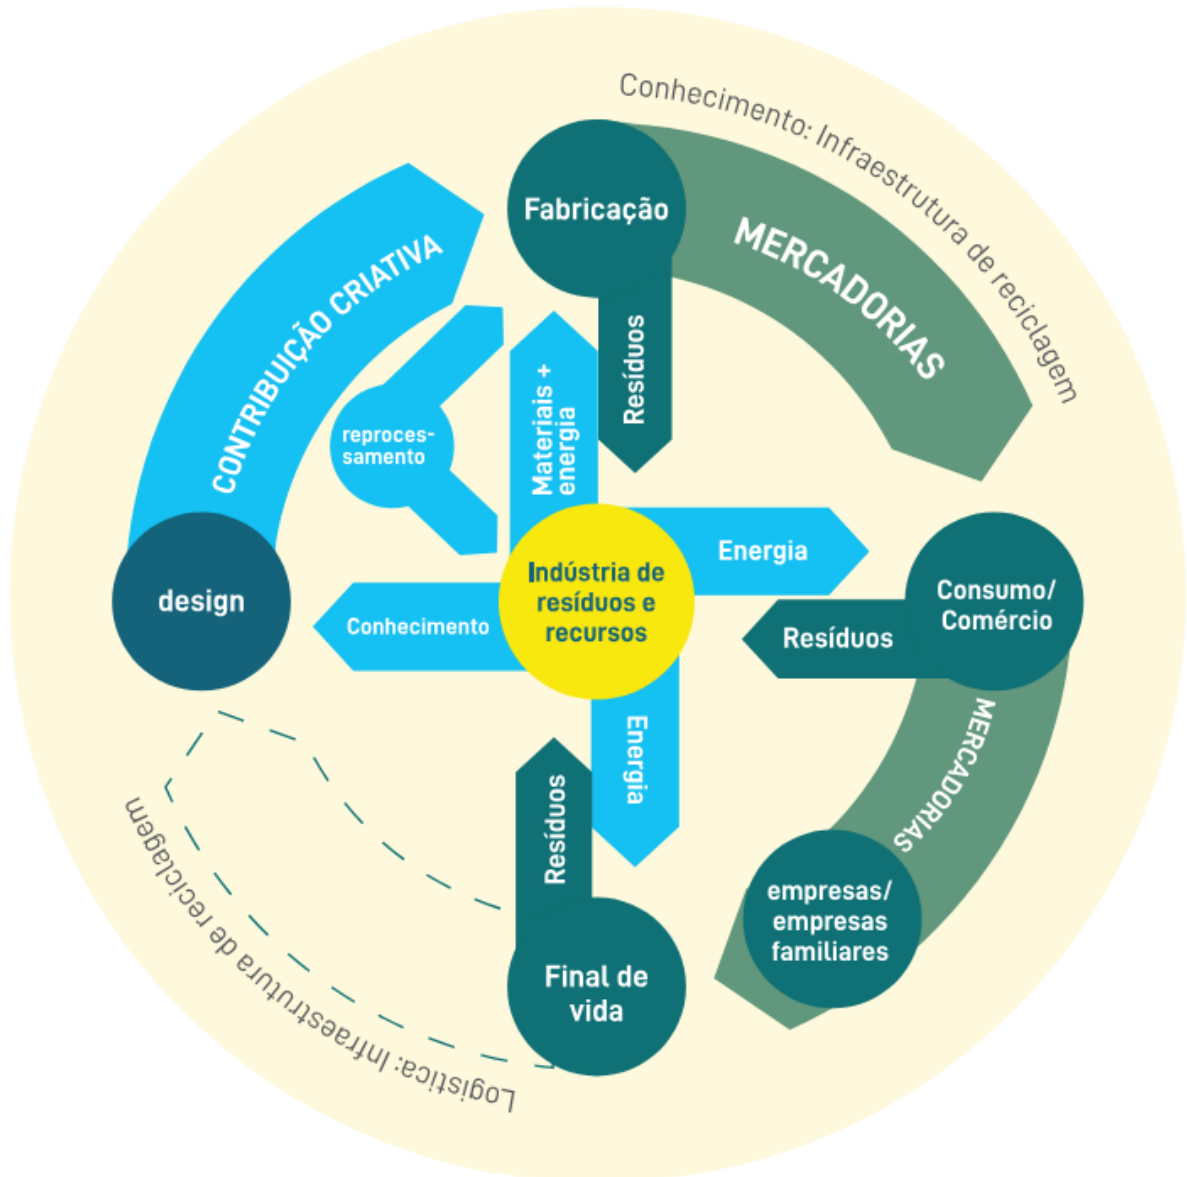 Conhecimento: Infraestrutura de reciclagem
Fabricação
MERCADORIAS
CONTRIBUIÇÃO CRIATIVA
Resíduos
Materiais +
energia
reproces-
samento
Energia
Indústria de
resíduos e
recursos
Consumo/
Comércio
design
Conhecimento
Resíduos
MERCADORIAS
Energia
Resíduos
empresas/
empresas
familiares
Final de
vida
Logística: Infraestrutura de reciclagem